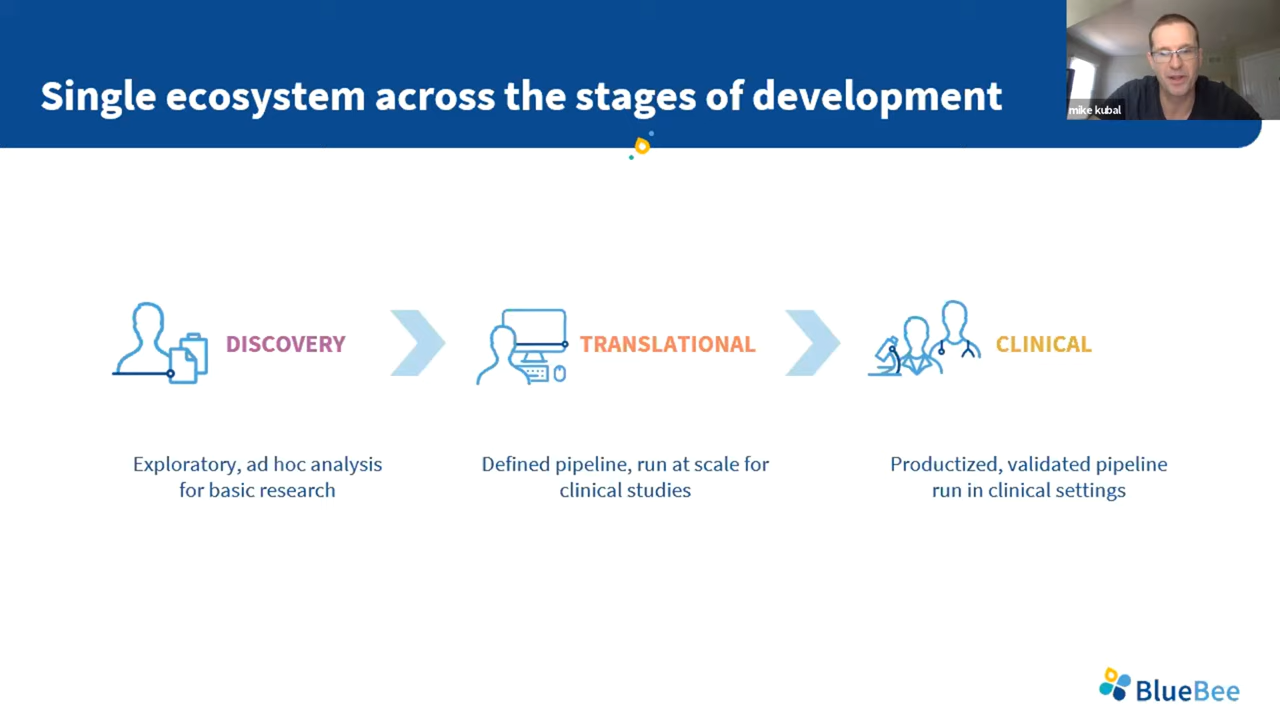 Single ecosystem across the stages of development
mike kubal
DISCOVERY
TRANSLATIONAL
CLINICAL
Exploratory, ad hoc analysis
for basic research
Defined pipeline, run at scale for
clinical studies
Productized, validated pipeline
run in clinical settings
BlueBee